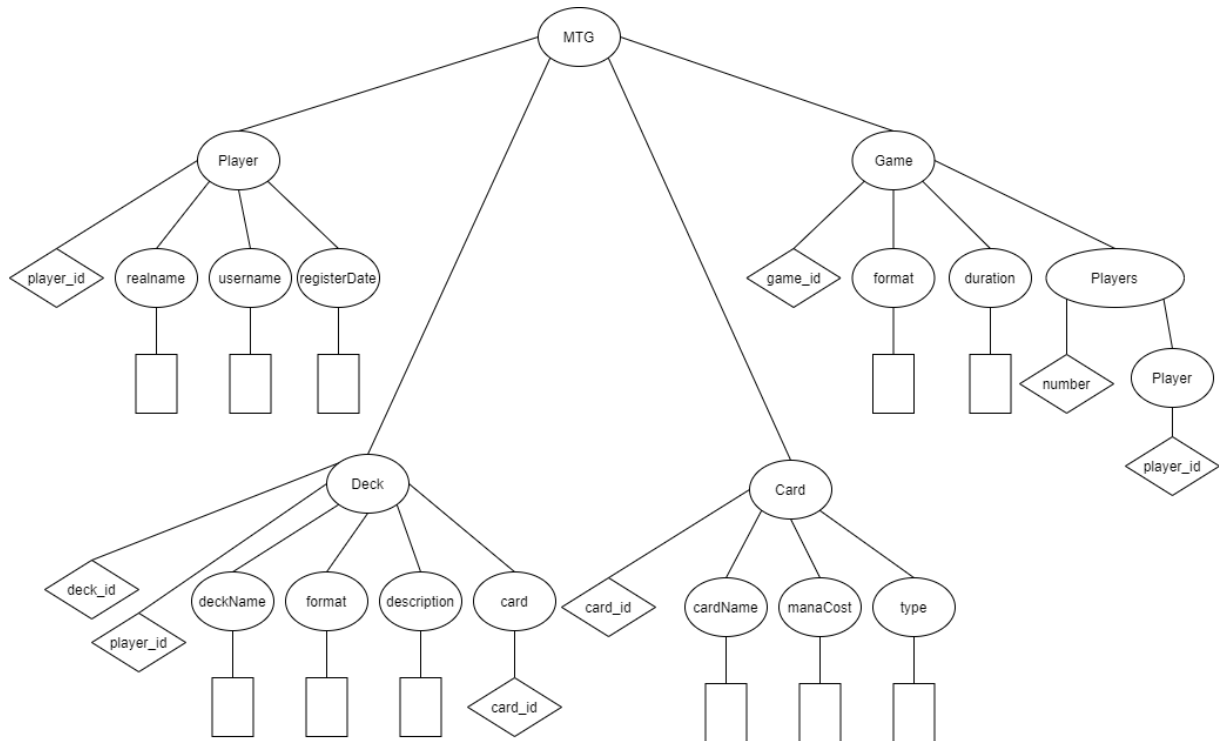 MTG
Player
Game
player_id
realname
username
registerDate
game_id
format
duration
Players
number
Player
player_id
Deck
Card
deck_id
player_id
deckName
format
description
card
card_id
card_id
cardName
manaCost
type